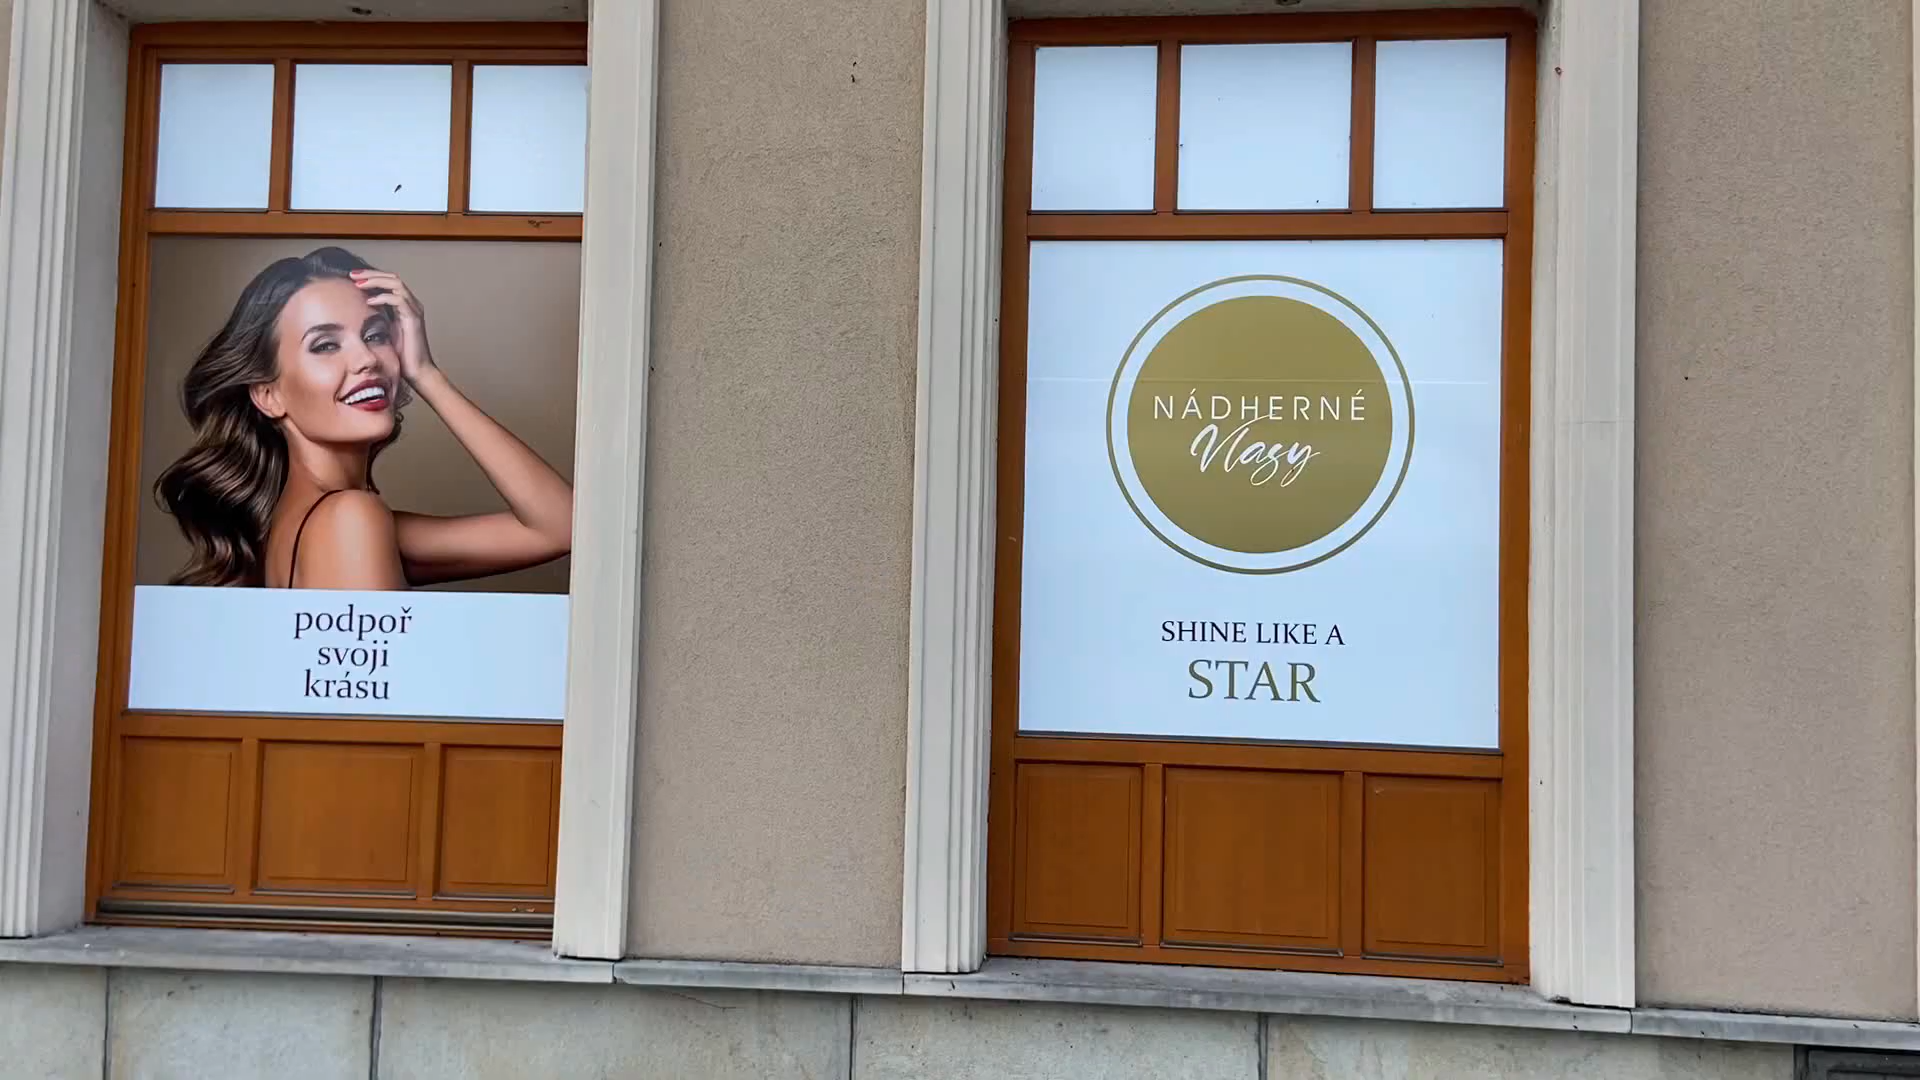 podpoř
svoji
krásu
NÁDHERNÉ
Vlasy
SHINE LIKE A
STAR